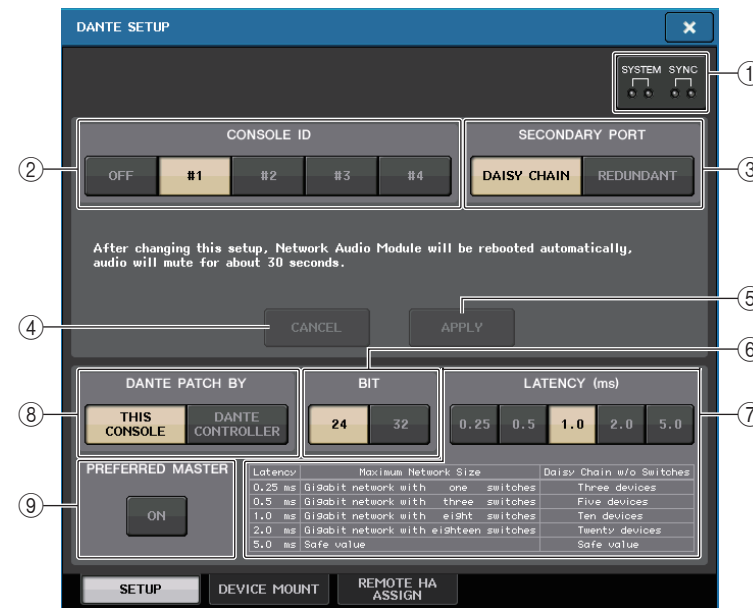 DANTE SETUP
SYSTEM SYNC
①
CONSOLE ID
SECONDARY PORT
②
OFF #1 #2 #3 #4
DAISY CHAIN REDUNDANT
③
After changing this setup, Network Audio Module will be rebooted automatically,
audio will mute for about 30 seconds.
④
CANCEL
APPLY
⑤
⑥
DANTE PATCH BY
BIT
LATENCY (ms)
⑧
THIS CONSOLE
DANTE CONTROLLER
24 32
0.25 0.5 1.0 2.0 5.0
⑦
PREFERRED MASTER
⑨
ON
Latency Maximum Network Size Daisy Chain w/o Switches
0.25 ms Gigabit network with one switches Three devices
0.5 ms Gigabit network with three switches Five devices
1.0 ms Gigabit network with eight switches Ten devices
2.0 ms Gigabit network with eighteen switches Twenty devices
5.0 ms Safe value Safe value
SETUP
DEVICE MOUNT
REMOTE HA ASSIGN